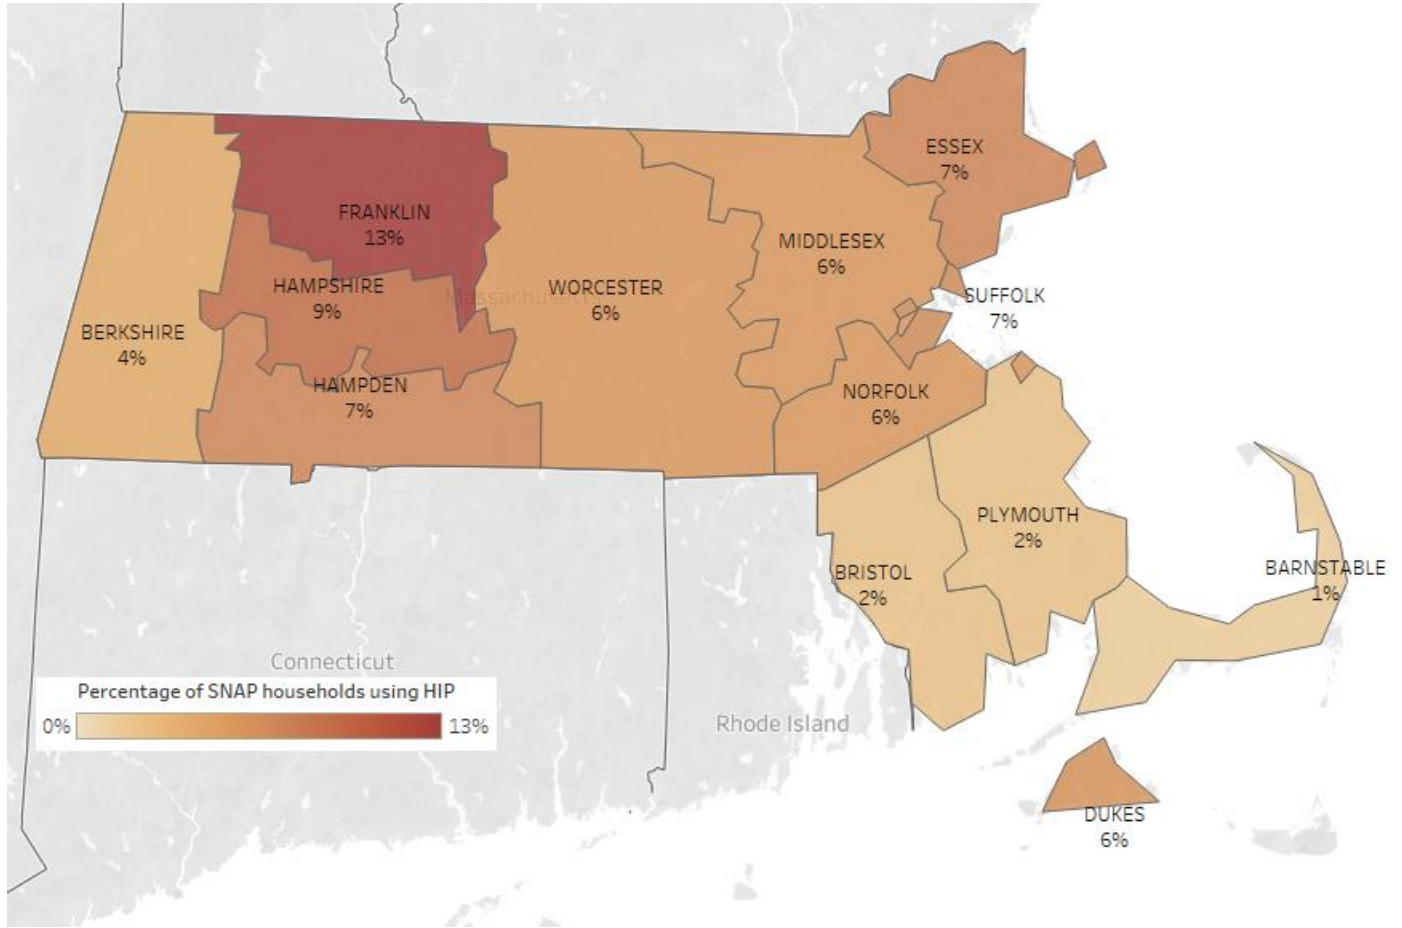 ESSEX
7%
FRANKLIN
13%
MIDDLESEX
6%
HAMPSHIRE
9%
Massachusetts
WORCESTER
6%
SUFFOLK
7%
BERKSHIRE
4%
HAMPDEN
7%
NORFOLK
6%
PLYMOUTH
2%
BRISTOL
2%
BARNSTABLE
1%
Connecticut
Percentage of SNAP households using HIP
0% 13%
Rhode Island
DUKES
6%